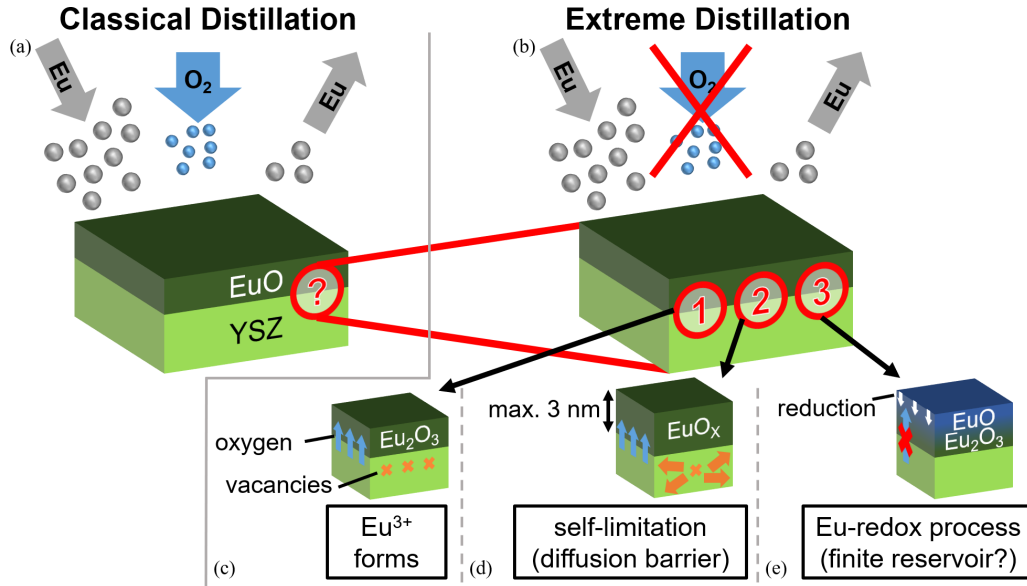 Classical Distillation
(a)
Eu
O2
Eu
EuO
YSZ
?
Extreme Distillation
(b)
Eu
O2
Eu
1
2
3
oxygen
vacancies
Eu2O3
Eu3+
forms
(c)
max. 3 nm
EuOX
self-limitation
(diffusion barrier)
(d)
reduction
EuO
Eu2O3
Eu-redox process
(finite reservoir?)
(e)